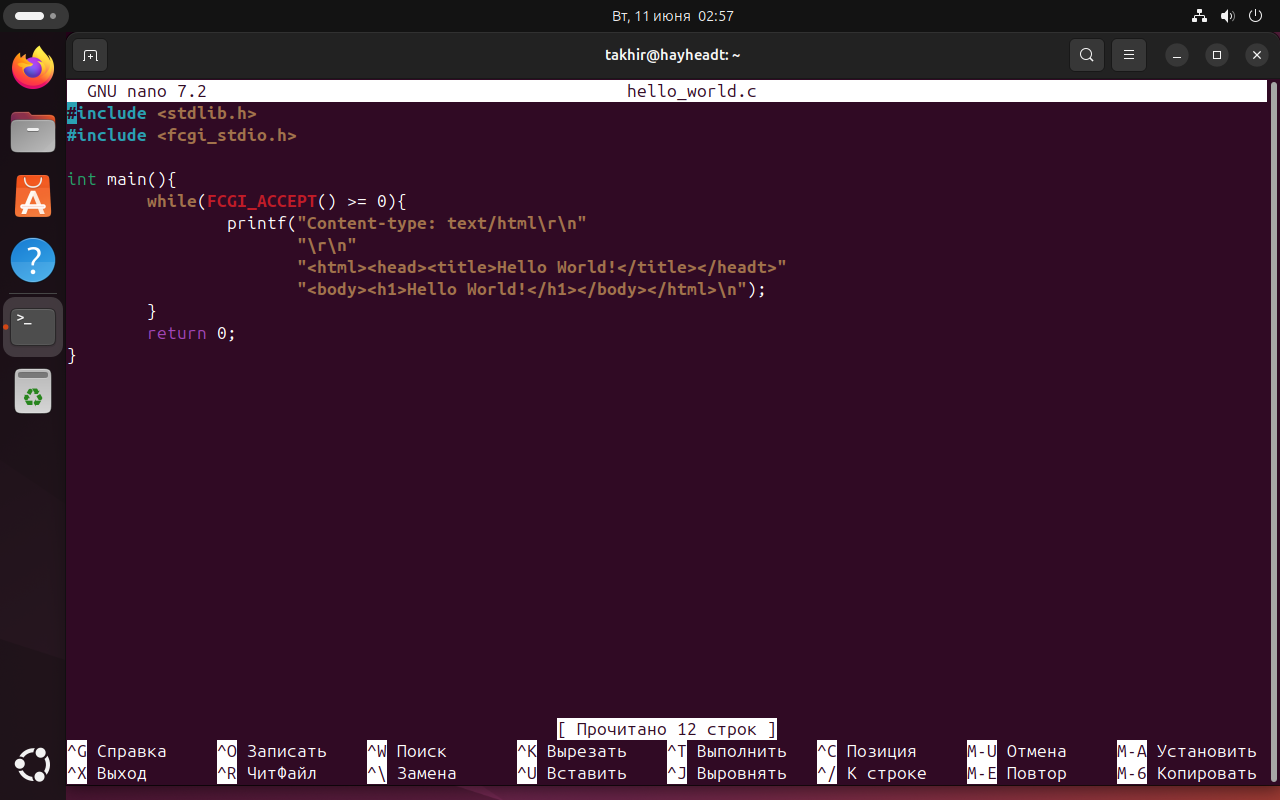 Вт, 11 июня 02:57
takhir@hayheadt: ~
GNU nano 7.2 hello_world.c
#include <stdlib.h>
#include <fcgi_stdio.h>
int main(){
while(FCGI_ACCEPT() >= 0){
printf("Content-type: text/html\r\n"
"\r\n"
"<html><head><title>Hello World!</title></headt>"
"<body><h1>Hello World!</h1></body></html>\n");
}
return 0;
}
[ Прочитано 12 строк ]
^G Справка ^O Записать ^W Поиск ^K Вырезать ^T Выполнить ^C Позиция M-U Отмена M-A Установить
^X Выход ^R ЧитФайл ^\ Замена ^U Вставить ^J Выровнять ^/ К строке M-E Повтор M-6 Копировать